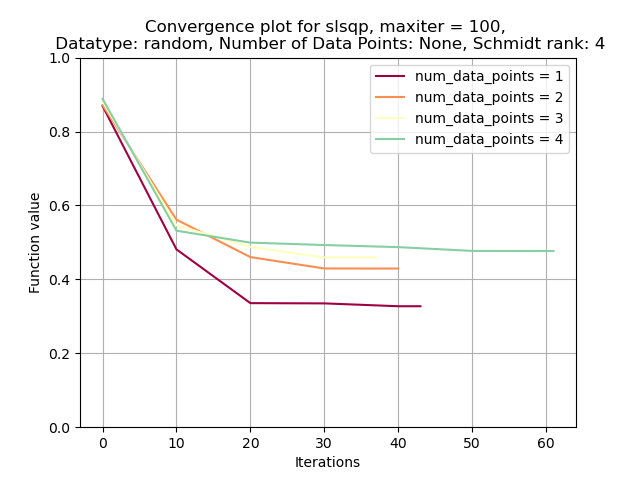 Convergence plot for slsqp, maxiter = 100,
Datatype: random, Number of Data Points: None, Schmidt rank: 4
num_data_points = 1
num_data_points = 2
num_data_points = 3
num_data_points = 4
Function value
1.0
0.8
0.6
0.4
0.2
0.0
0 10 20 30 40 50 60
Iterations